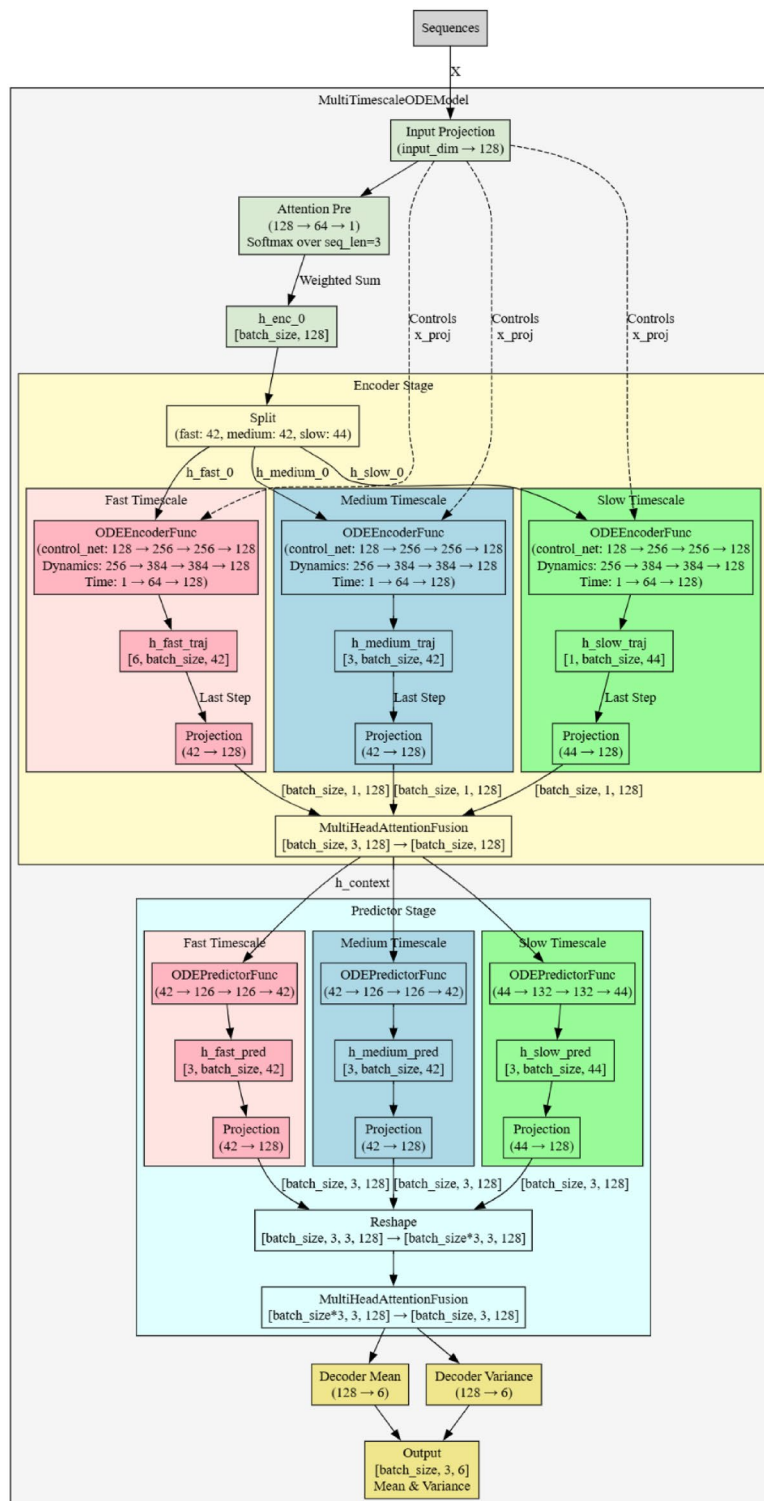 Sequences
X
MultiTimescaleODEModel
Input Projection
(input_dim → 128)
Attention Pre
(128 → 64 → 1)
Softmax over seq_len=3
Weighted Sum
h_enc_0
[batch_size, 128]
Controls
x_proj
Controls
x_proj
Controls
x_proj
Encoder Stage
Split
(fast: 42, medium: 42, slow: 44)
h_fast_0
h_medium_0
h_slow_0
Fast Timescale
ODEEncoderFunc
(control_net: 128 → 256 → 256 → 128
Dynamics: 256 → 384 → 384 → 128
Time: 1 → 64 → 128)
h_fast_traj
[6, batch_size, 42]
Last Step
Projection
(42 → 128)
Medium Timescale
ODEEncoderFunc
(control_net: 128 → 256 → 256 → 128
Dynamics: 256 → 384 → 384 → 128
Time: 1 → 64 → 128)
h_medium_traj
[3, batch_size, 42]
Last Step
Projection
(42 → 128)
Slow Timescale
ODEEncoderFunc
(control_net: 128 → 256 → 256 → 128
Dynamics: 256 → 384 → 384 → 128
Time: 1 → 64 → 128)
h_slow_traj
[1, batch_size, 44]
Last Step
Projection
(44 → 128)
[batch_size, 1, 128]
[batch_size, 1, 128]
[batch_size, 1, 128]
MultiHeadAttentionFusion
[batch_size, 3, 128] → [batch_size, 128]
h_context
Predictor Stage
Fast Timescale
ODEPredictorFunc
(42 → 126 → 126 → 42)
h_fast_pred
[3, batch_size, 42]
Projection
(42 → 128)
Medium Timescale
ODEPredictorFunc
(42 → 126 → 126 → 42)
h_medium_pred
[3, batch_size, 42]
Projection
(42 → 128)
Slow Timescale
ODEPredictorFunc
(44 → 132 → 132 → 44)
h_slow_pred
[3, batch_size, 44]
Projection
(44 → 128)
[batch_size, 3, 128]
[batch_size, 3, 128]
[batch_size, 3, 128]
Reshape
[batch_size, 3, 3, 128] → [batch_size*3, 3, 128]
MultiHeadAttentionFusion
[batch_size*3, 3, 128] → [batch_size, 3, 128]
Decoder Mean
(128 → 6)
Decoder Variance
(128 → 6)
Output
[batch_size, 3, 6]
Mean & Variance